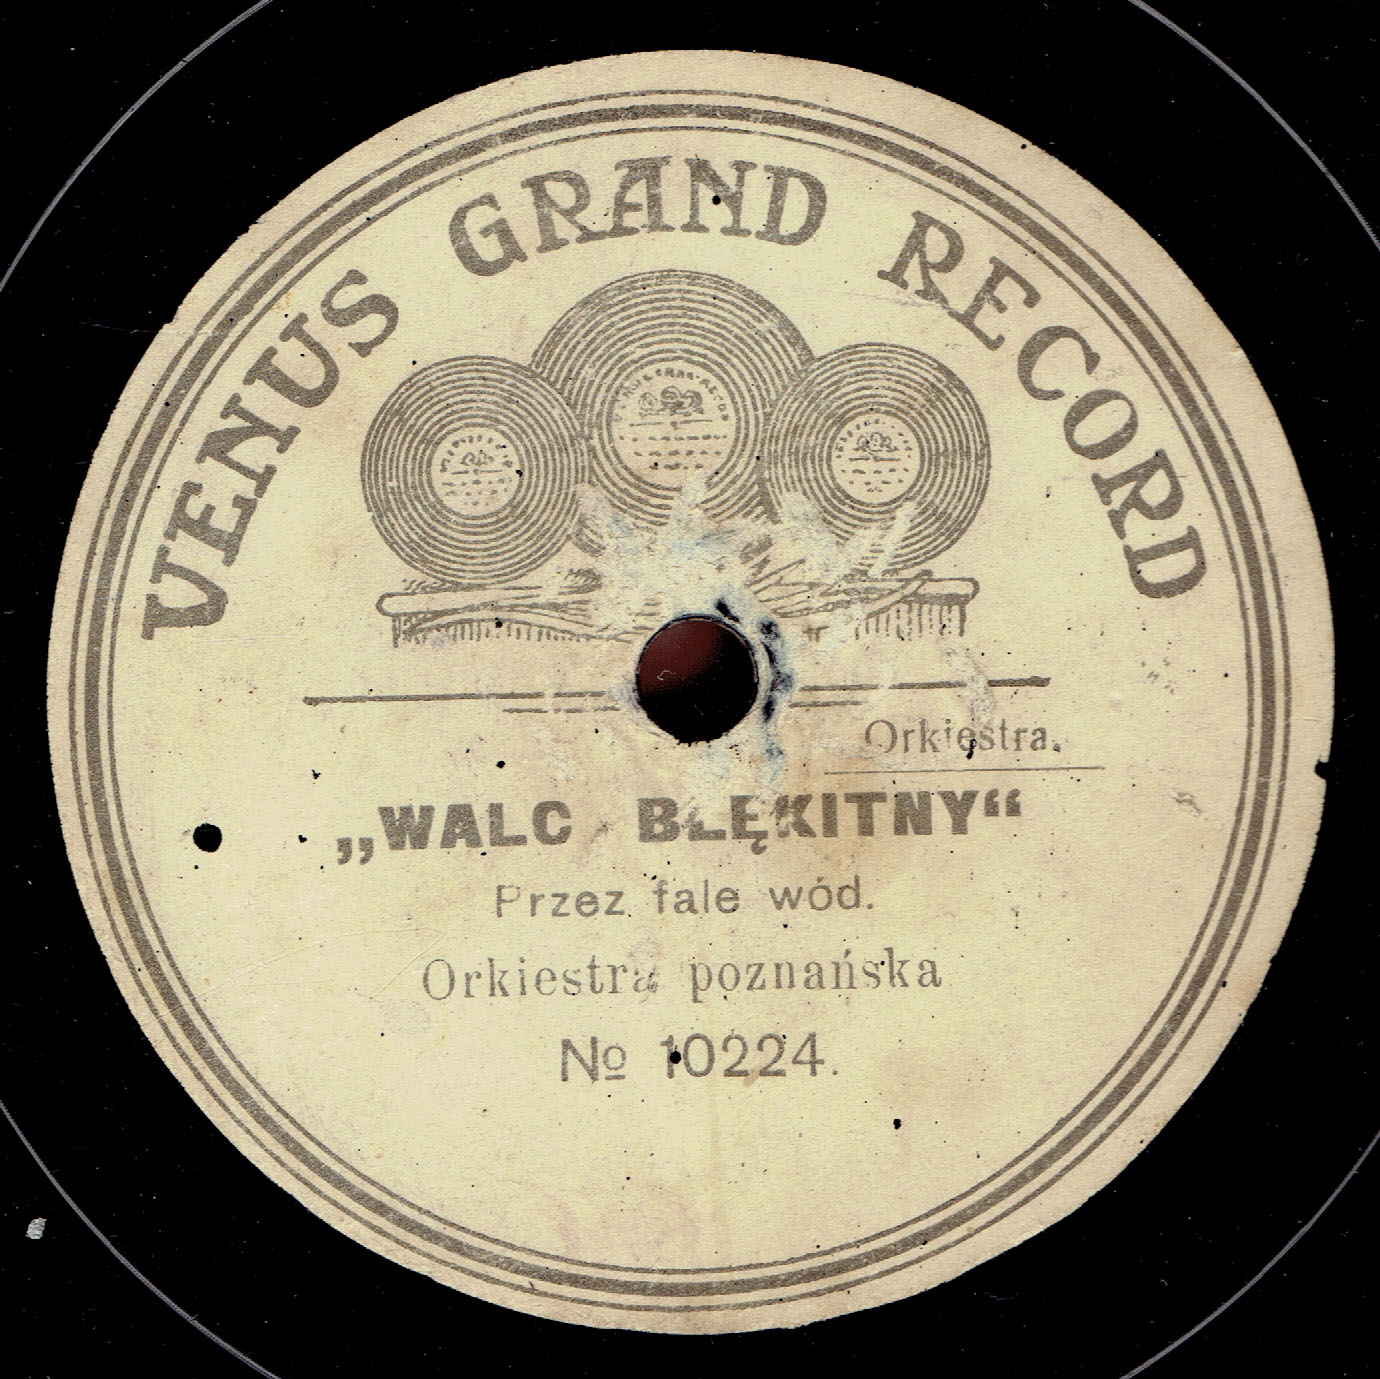 VENUS GRAND RECORD
Orkiestra.
„WALC BŁĘKITNY“
Przez fale wód.
Orkiestra poznańska
№ 10224.